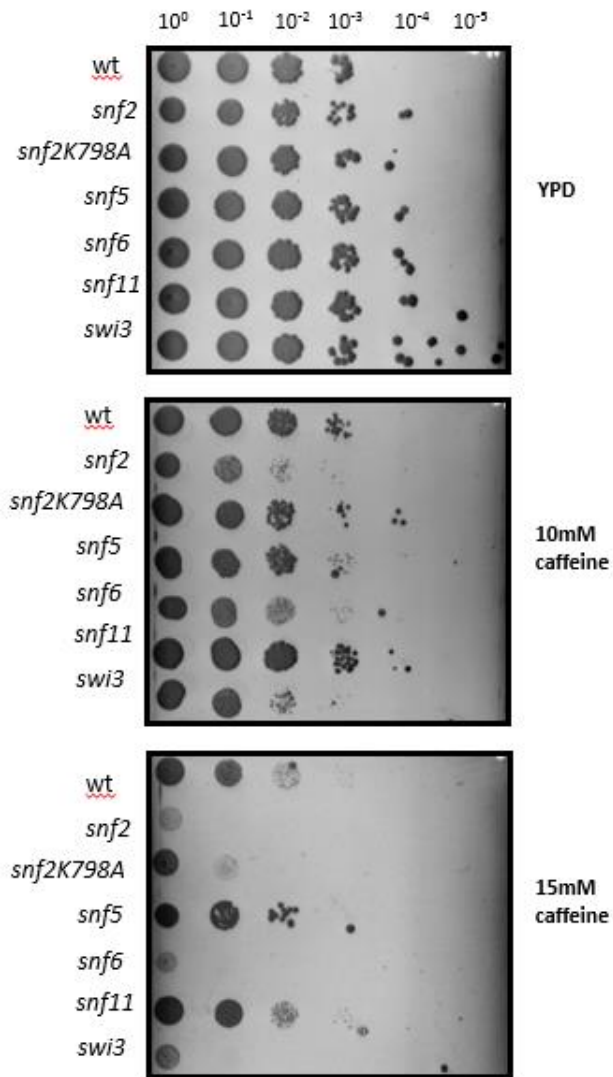 10⁰ 10⁻¹ 10⁻² 10⁻³ 10⁻⁴ 10⁻⁵
wt
snf2
snf2K798A
snf5
snf6
snf11
swi3
YPD
wt
snf2
snf2K798A
snf5
snf6
snf11
swi3
10mM
caffeine
wt
snf2
snf2K798A
snf5
snf6
snf11
swi3
15mM
caffeine